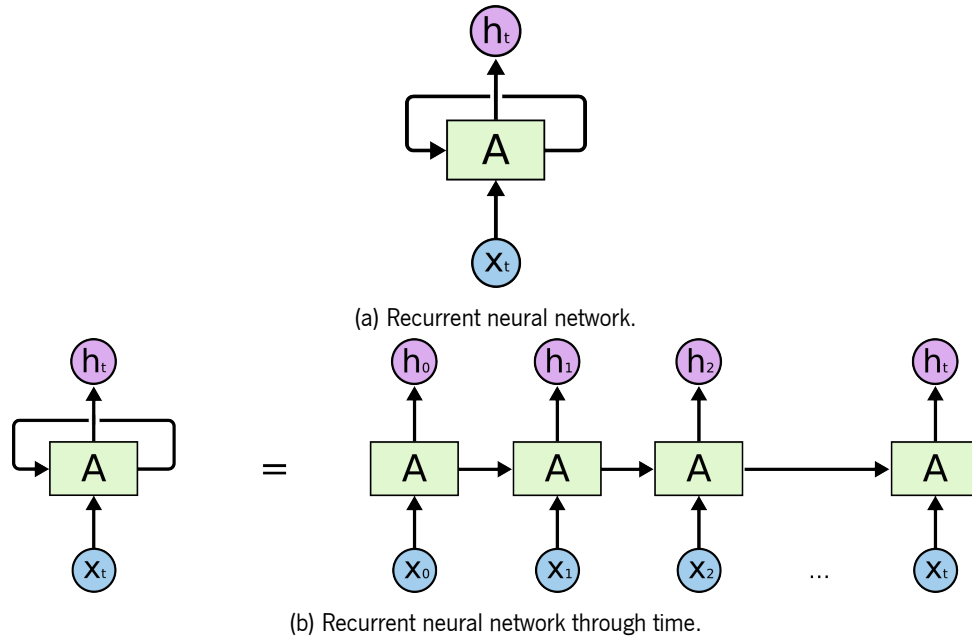 hₜ
A
xₜ
(a) Recurrent neural network.
hₜ h₀ h₁ h₂ hₜ
A = A A A A
xₜ x₀ x₁ x₂ ... xₜ
(b) Recurrent neural network through time.